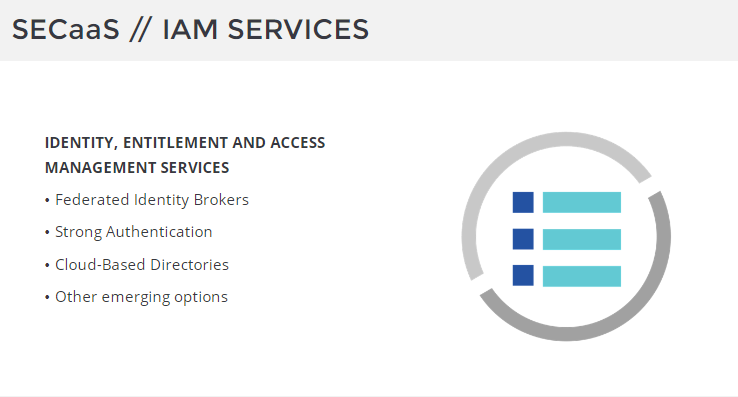 SECaaS // IAM SERVICES
IDENTITY, ENTITLEMENT AND ACCESS
MANAGEMENT SERVICES
• Federated Identity Brokers
• Strong Authentication
• Cloud-Based Directories
• Other emerging options